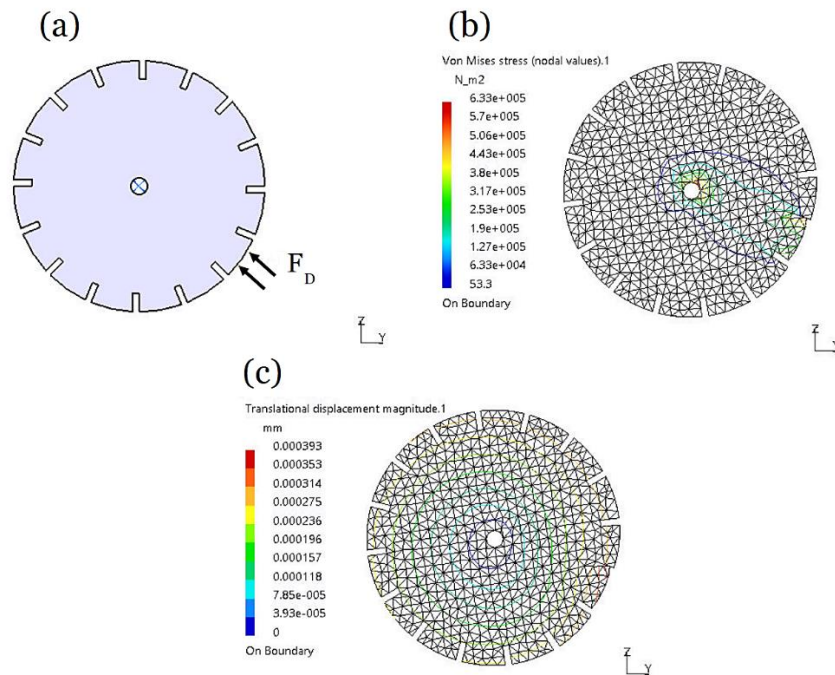 (a)
F_D
Z
Y
(b)
Von Mises stress (nodal values).1
N_m2
6.33e+005
5.7e+005
5.06e+005
4.43e+005
3.8e+005
3.17e+005
2.53e+005
1.9e+005
1.27e+005
6.33e+004
53.3
On Boundary
Z
Y
(c)
Translational displacement magnitude.1
mm
0.000393
0.000353
0.000314
0.000275
0.000236
0.000196
0.000157
0.000118
7.85e-005
3.93e-005
0
On Boundary
Z
Y